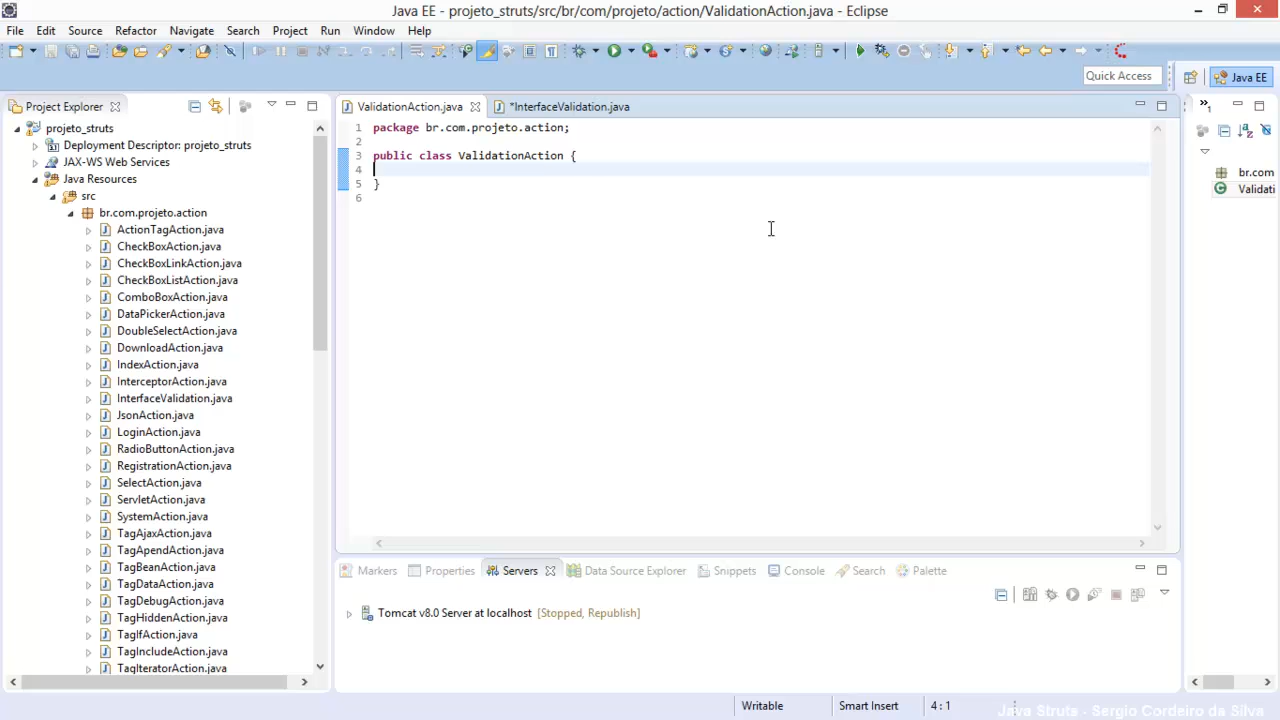 Java EE - projeto_struts/src/br/com/projeto/action/ValidationAction.java - Eclipse
File Edit Source Refactor Navigate Search Project Run Window Help
Quick Access
Java EE
Project Explorer
projeto_struts
Deployment Descriptor: projeto_struts
JAX-WS Web Services
Java Resources
src
br.com.projeto.action
ActionTagAction.java
CheckBoxAction.java
CheckBoxLinkAction.java
CheckBoxListAction.java
ComboBoxAction.java
DataPickerAction.java
DoubleSelectAction.java
DownloadAction.java
IndexAction.java
InterceptorAction.java
InterfaceValidation.java
JsonAction.java
LoginAction.java
RadioButtonAction.java
RegistrationAction.java
SelectAction.java
ServletAction.java
SystemAction.java
TagAjaxAction.java
TagApendAction.java
TagBeanAction.java
TagDataAction.java
TagDebugAction.java
TagHiddenAction.java
TagIfAction.java
TagIncludeAction.java
TagIteratorAction.java
ValidationAction.java *InterfaceValidation.java
1 package br.com.projeto.action;
2
3 public class ValidationAction {
4
5 }
6
br.com
Validati
Markers Properties Servers Data Source Explorer Snippets Console Search Palette
Tomcat v8.0 Server at localhost [Stopped, Republish]
Writable Smart Insert 4 : 1
Java Struts - Sergio Cordeiro da Silva